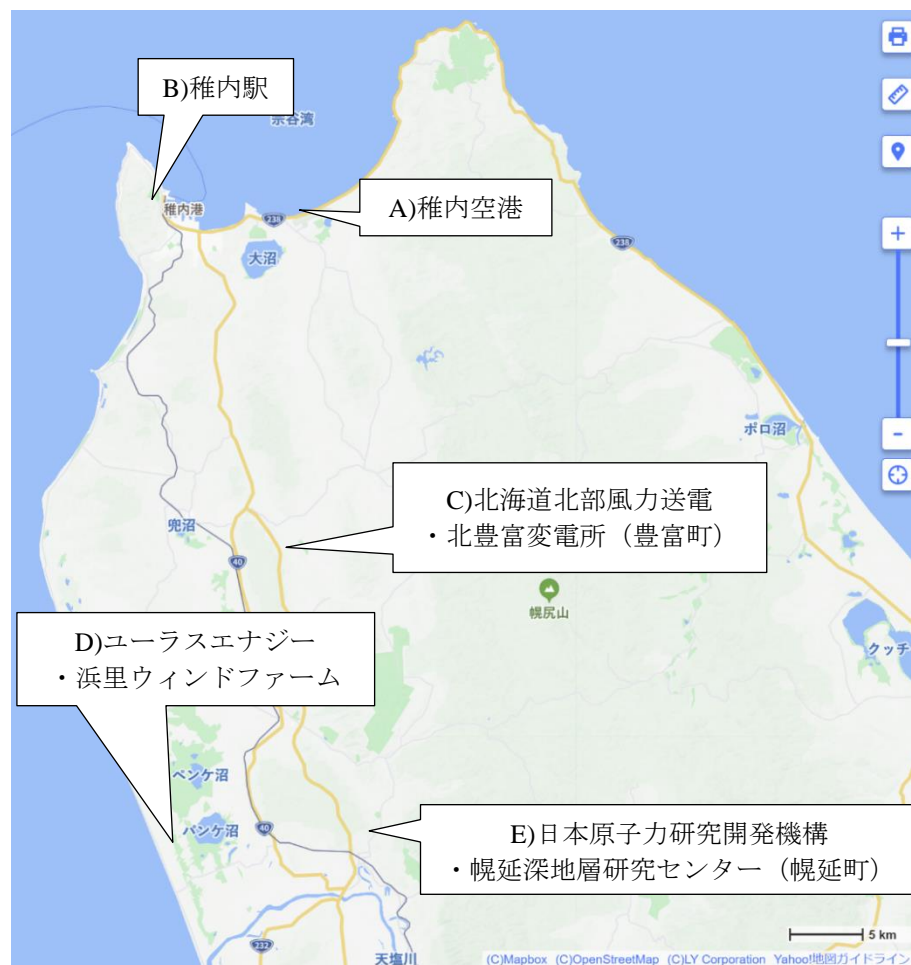 B)稚内駅
宗谷湾
A)稚内空港
稚内港
238
238
大沼
+
-
ポロ沼
C)北海道北部風力送電
・北豊富変電所（豊富町）
兜沼
40
幌尻山
D)ユーラスエナジー
・浜里ウィンドファーム
クッチ
ペンケ沼
パンケ沼
40
E)日本原子力研究開発機構
・幌延深地層研究センター（幌延町）
232
天塩川
5 km
(C)Mapbox (C)OpenStreetMap (C)LY Corporation Yahoo!地図ガイドライン